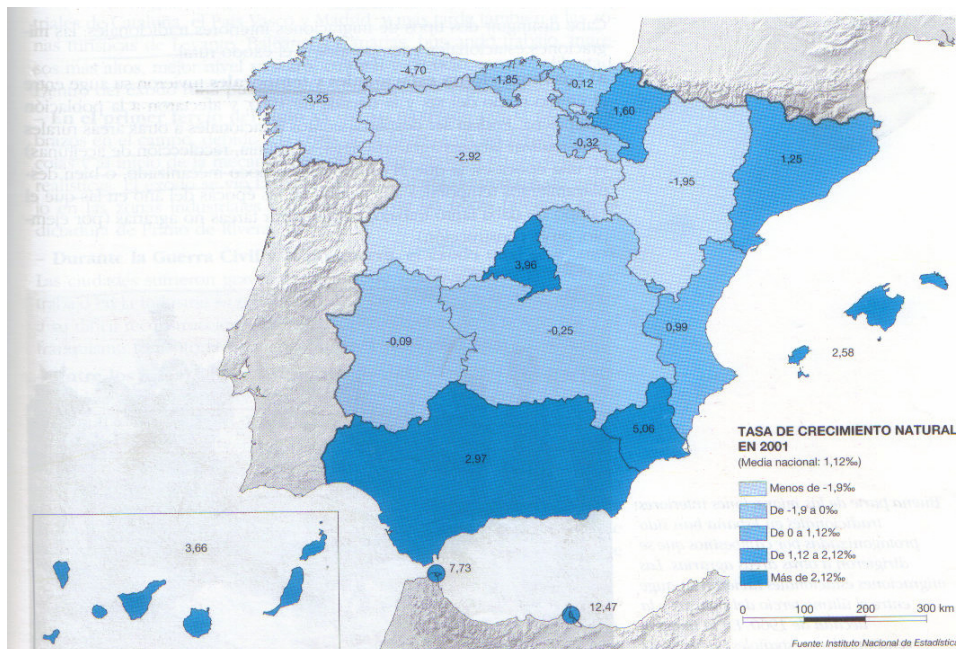 -4,70
-1,85
-0,12
-3,25
1,60
-0,32
-2.92
1,25
-1,95
– Durante la Guerra Civil
3,96
-0,25
0,99
-0,09
2,58
5,06
2.97
TASA DE CRECIMIENTO NATURAL
EN 2001
(Media nacional: 1,12‰)
Menos de -1,9‰
De -1,9 a 0‰
De 0 a 1,12‰
De 1,12 a 2,12‰
Más de 2,12‰
3,66
7,73
12,47
0 100 200 300 km
Fuente: Instituto Nacional de Estadística